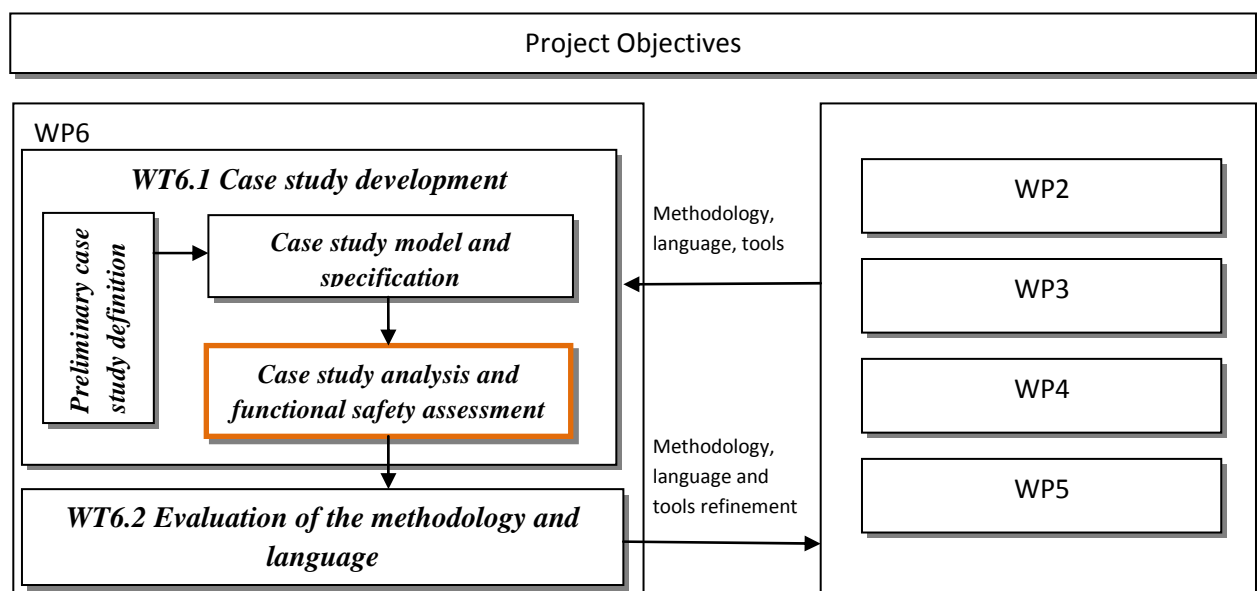 Project Objectives
WP6
WT6.1 Case study development
Preliminary case
study definition
Case study model and
specification
Case study analysis and
functional safety assessment
WT6.2 Evaluation of the methodology and
language
Methodology,
language, tools
Methodology,
language and
tools refinement
WP2
WP3
WP4
WP5